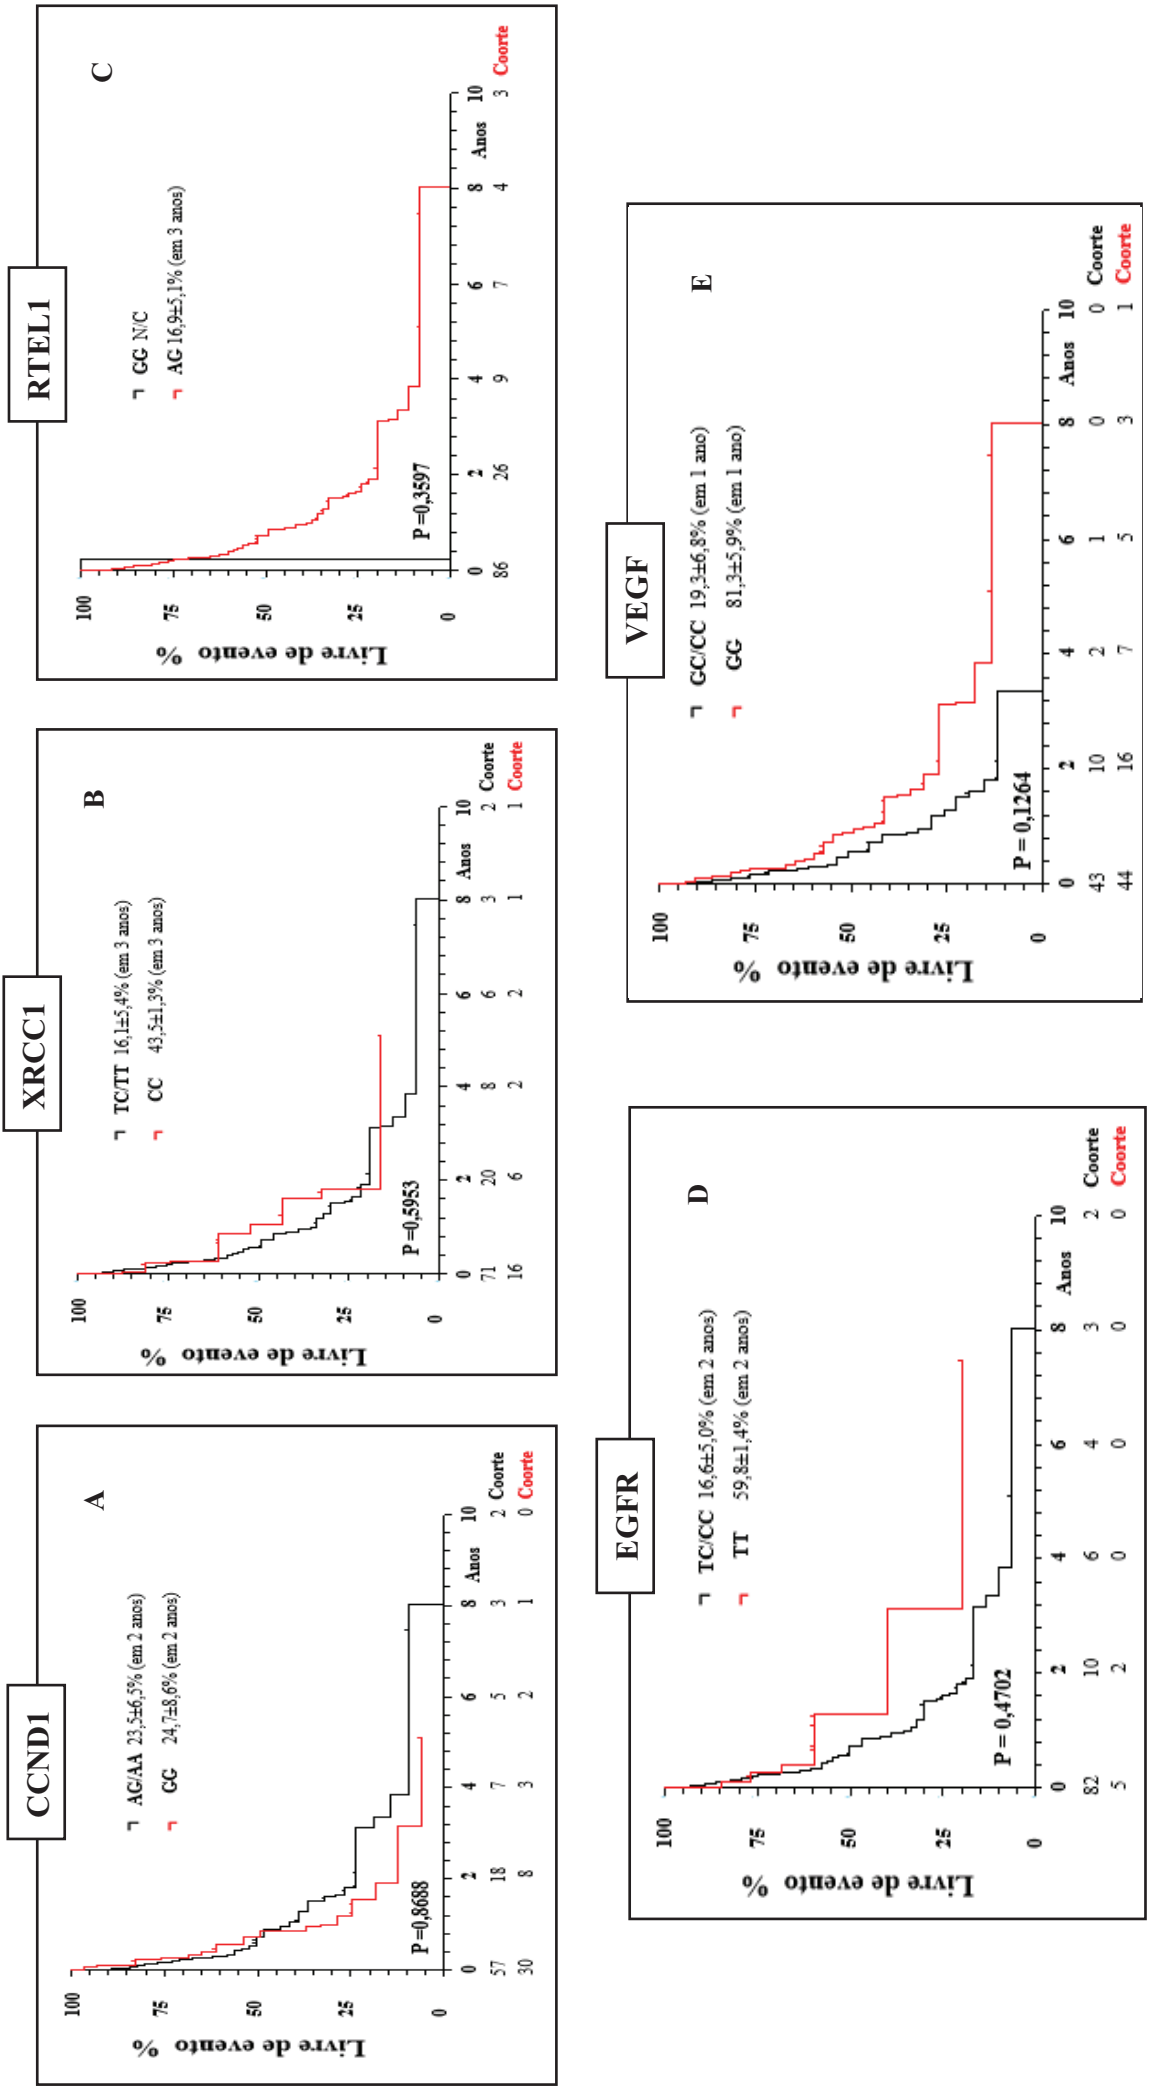 CCND1
A
AG/AA 23,5±6,5% (em 2 anos)
GG 24,7±8,6% (em 2 anos)
Livre de evento %
100
75
50
25
0
P=0,8688
0 2 4 6 8 Anos 10
57 18 7 5 3 2 Coorte
30 8 3 2 1 0 Coorte
XRCC1
B
TC/TT 16,1±5,4% (em 3 anos)
CC 43,5±1,3% (em 3 anos)
Livre de evento %
100
75
50
25
0
P=0,5953
0 2 4 6 8 Anos 10
71 20 8 6 3 2 Coorte
16 6 2 2 1 1 Coorte
RTEL1
C
GG N/C
AG 16,9±5,1% (em 3 anos)
Livre de evento %
100
75
50
25
0
P=0,3597
0 2 4 6 8 Anos 10
86 26 9 7 4 3 Coorte
EGFR
D
TC/CC 16,6±5,0% (em 2 anos)
TT 59,8±1,4% (em 2 anos)
Livre de evento %
100
75
50
25
0
P = 0,4702
0 2 4 6 8 Anos 10
82 10 6 4 3 2 Coorte
5 2 0 0 0 0 Coorte
VEGF
E
GC/CC 19,3±6,8% (em 1 ano)
GG 81,3±5,9% (em 1 ano)
Livre de evento %
100
75
50
25
0
P = 0,1264
0 2 4 6 8 Anos 10
43 10 2 1 0 0 Coorte
44 16 7 5 3 1 Coorte